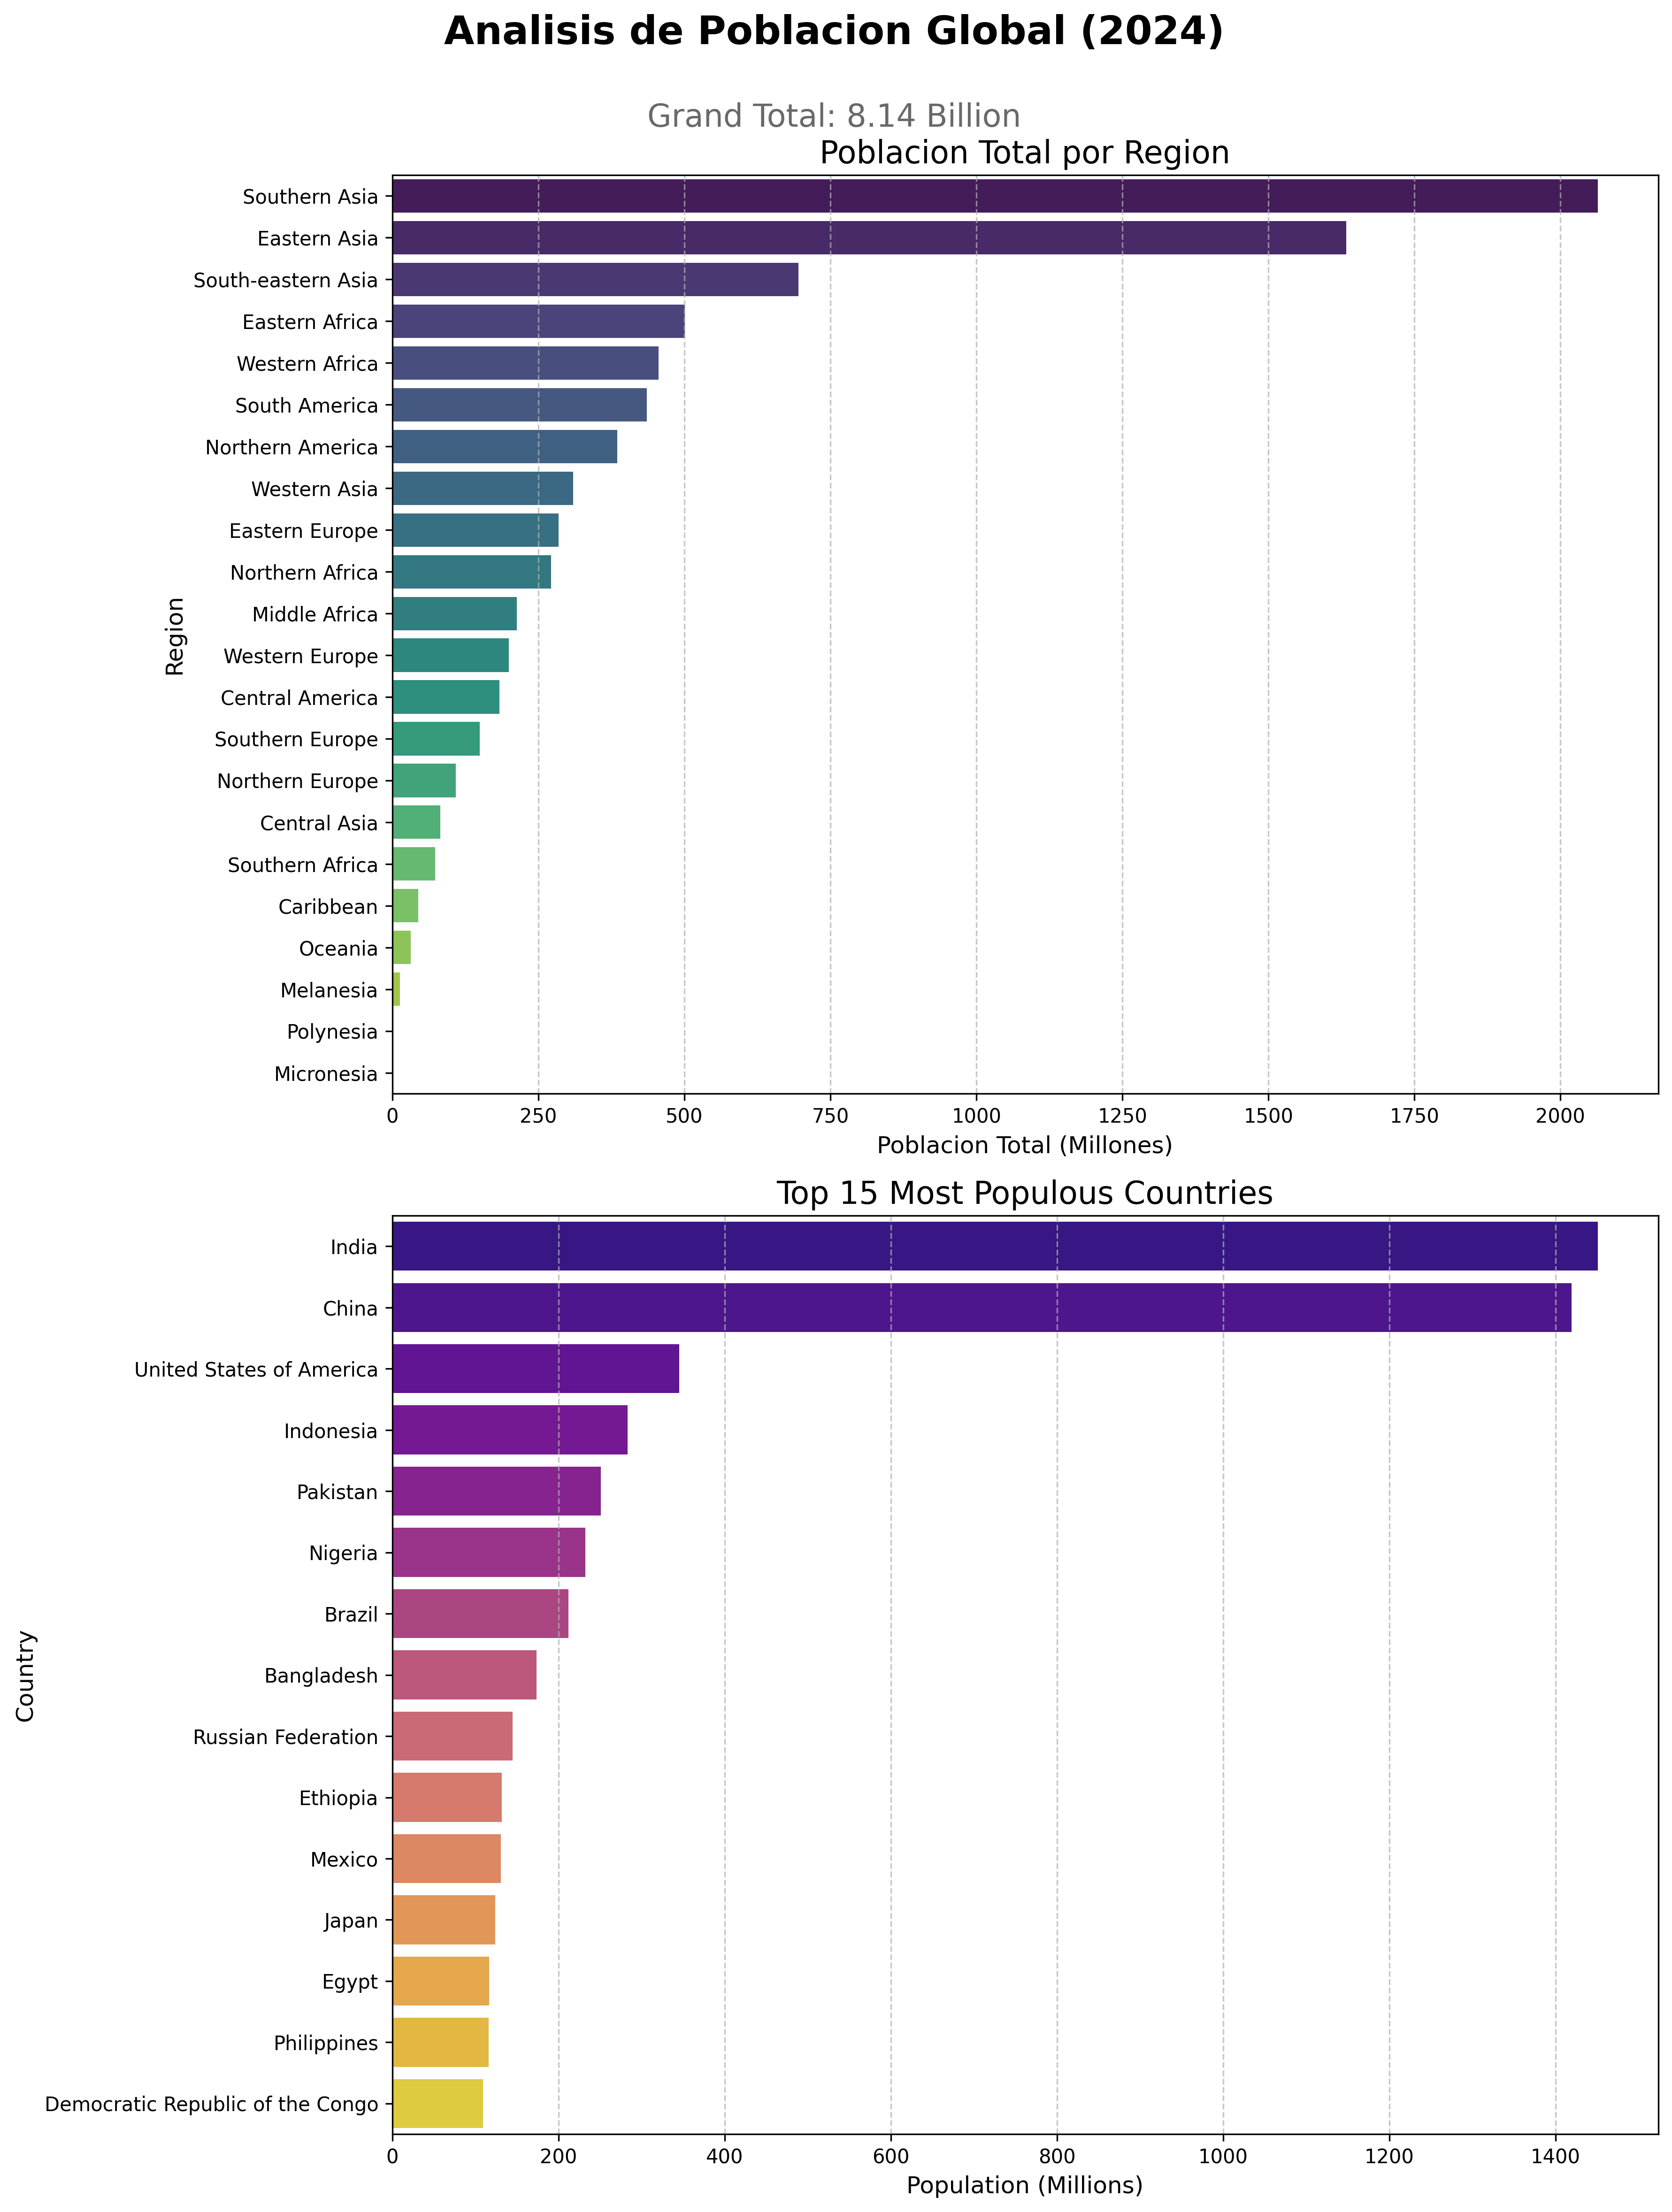 Analisis de Poblacion Global (2024)
Grand Total: 8.14 Billion
Poblacion Total por Region
Region
Southern Asia
Eastern Asia
South-eastern Asia
Eastern Africa
Western Africa
South America
Northern America
Western Asia
Eastern Europe
Northern Africa
Middle Africa
Western Europe
Central America
Southern Europe
Northern Europe
Central Asia
Southern Africa
Caribbean
Oceania
Melanesia
Polynesia
Micronesia
0 250 500 750 1000 1250 1500 1750 2000
Poblacion Total (Millones)
Top 15 Most Populous Countries
Country
India
China
United States of America
Indonesia
Pakistan
Nigeria
Brazil
Bangladesh
Russian Federation
Ethiopia
Mexico
Japan
Egypt
Philippines
Democratic Republic of the Congo
0 200 400 600 800 1000 1200 1400
Population (Millions)